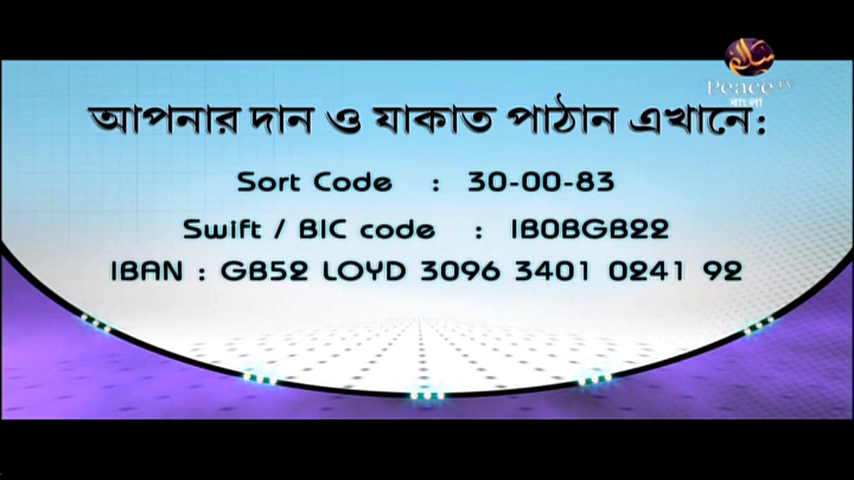 سلام
Peace TV
বাংলা
আপনার দান ও যাকাত পাঠান এখানে:
Sort Code : 30-00-83
Swift / BIC code : IBOBGB22
IBAN : GB52 LOYD 3096 3401 0241 92